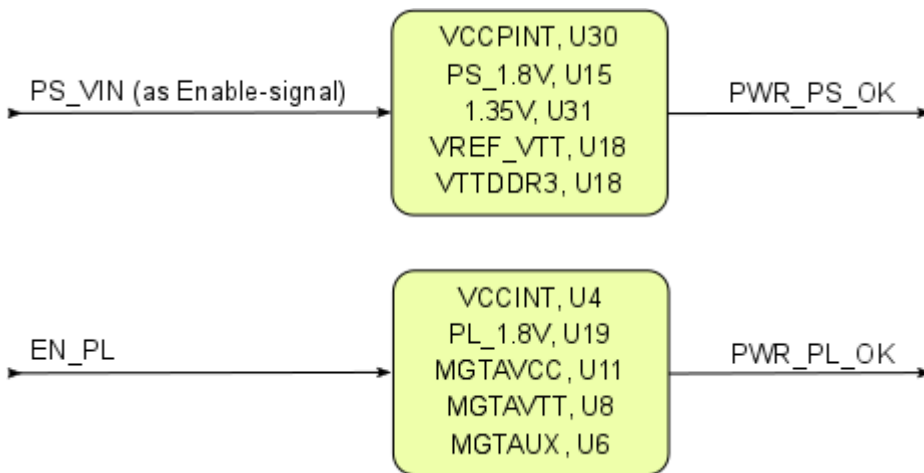 PS_VIN (as Enable-signal)
VCCPINT, U30
PS_1.8V, U15
1.35V, U31
VREF_VTT, U18
VTTDDR3, U18
PWR_PS_OK
EN_PL
VCCINT, U4
PL_1.8V, U19
MGTAVCC, U11
MGTAVTT, U8
MGTAUX, U6
PWR_PL_OK